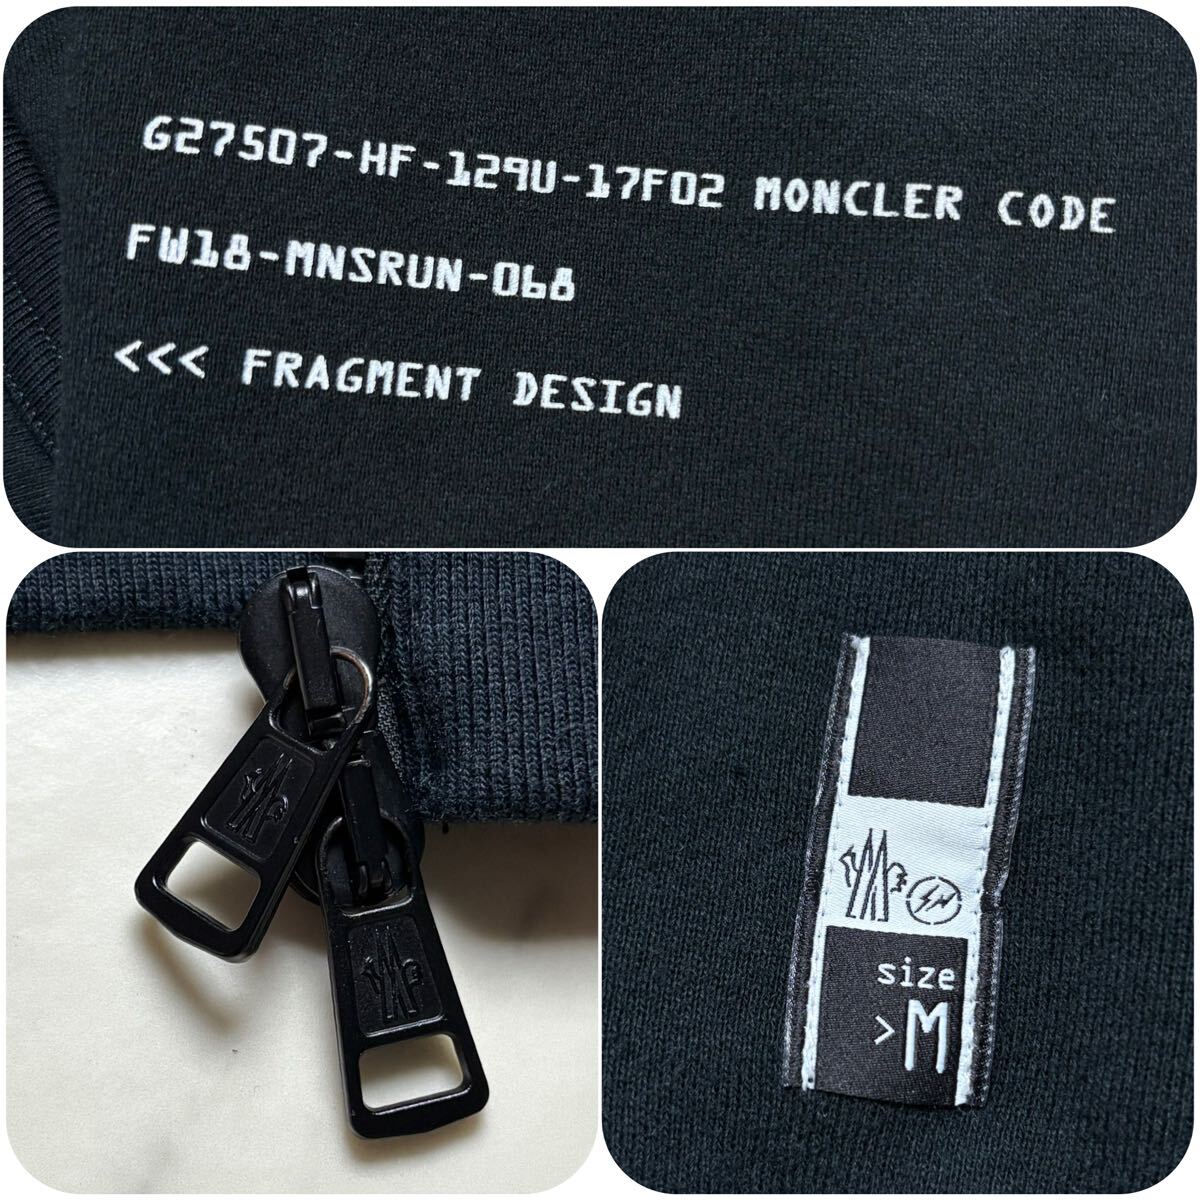 G27507-HF-129U-17F02 MONCLER CODE
FW18-MNSRUN-068
<<< FRAGMENT DESIGN
size
>M